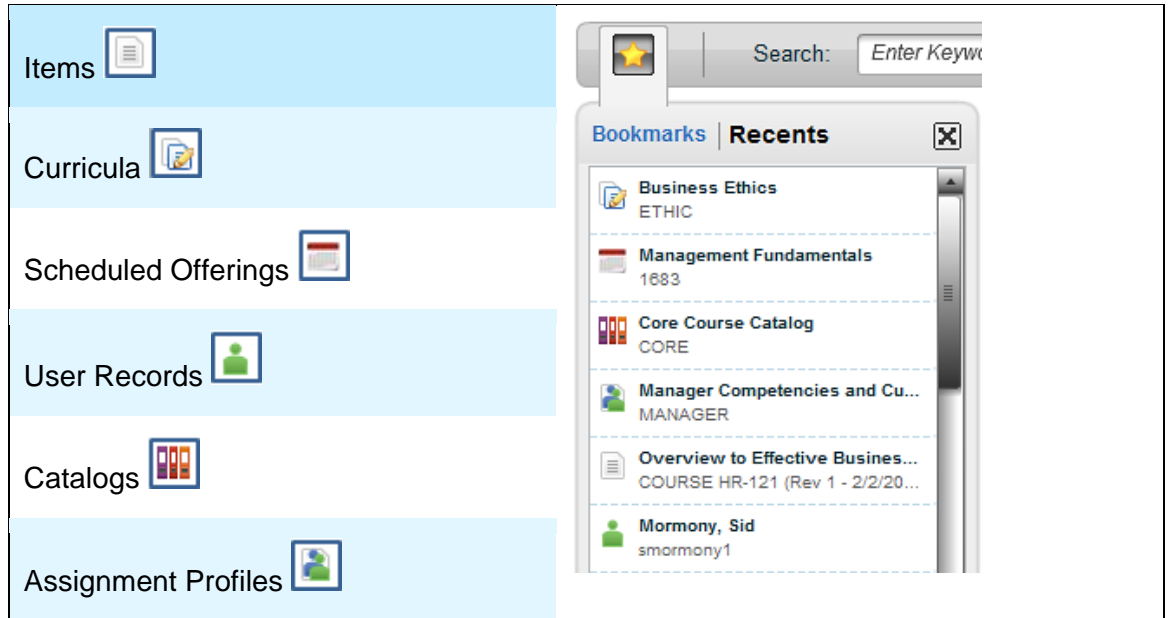 Items
Curricula
Scheduled Offerings
User Records
Catalogs
Assignment Profiles
Search: Enter Keywo
Bookmarks | Recents
Business Ethics
ETHIC
Management Fundamentals
1683
Core Course Catalog
CORE
Manager Competencies and Cu...
MANAGER
Overview to Effective Busines...
COURSE HR-121 (Rev 1 - 2/2/20...
Mormony, Sid
smormony1